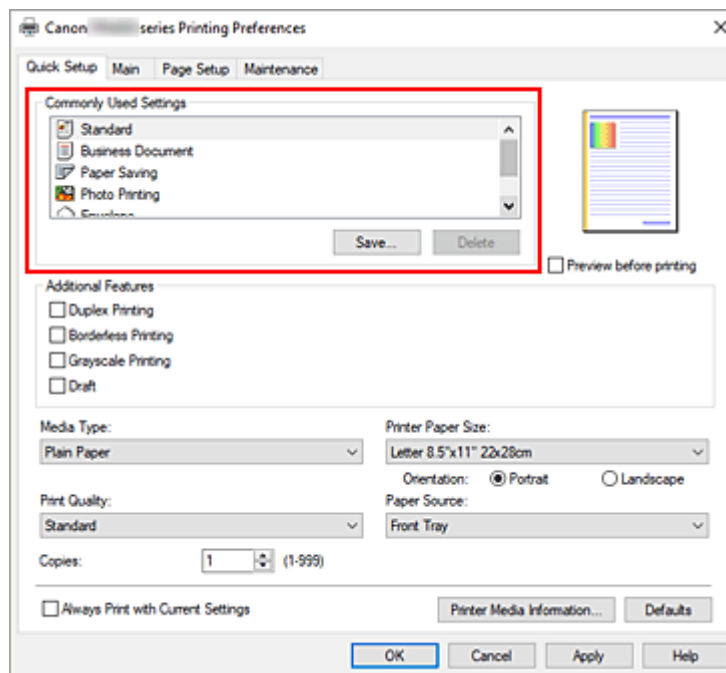 Canon series Printing Preferences
Quick Setup Main Page Setup Maintenance
Commonly Used Settings
Standard
Business Document
Paper Saving
Photo Printing
Envelope
Save... Delete
Preview before printing
Additional Features
Duplex Printing
Borderless Printing
Grayscale Printing
Draft
Media Type: Printer Paper Size:
Plain Paper Letter 8.5"x11" 22x28cm
Orientation: Portrait Landscape
Print Quality: Paper Source:
Standard Front Tray
Copies: 1 (1-999)
Always Print with Current Settings Printer Media Information... Defaults
OK Cancel Apply Help